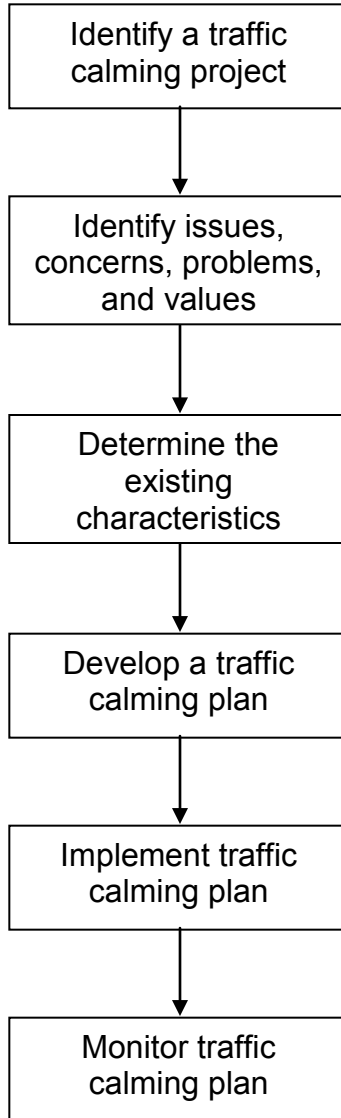 Identify a traffic
calming project
Identify issues,
concerns, problems,
and values
Determine the
existing
characteristics
Develop a traffic
calming plan
Implement traffic
calming plan
Monitor traffic
calming plan